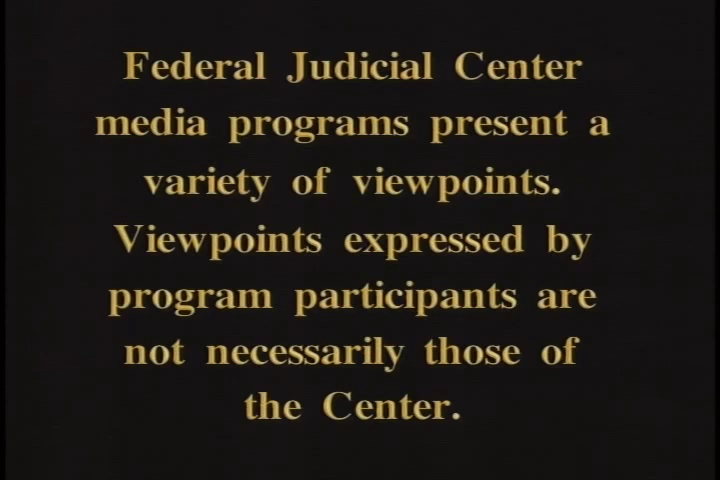 Federal Judicial Center
media programs present a
variety of viewpoints.
Viewpoints expressed by
program participants are
not necessarily those of
the Center.